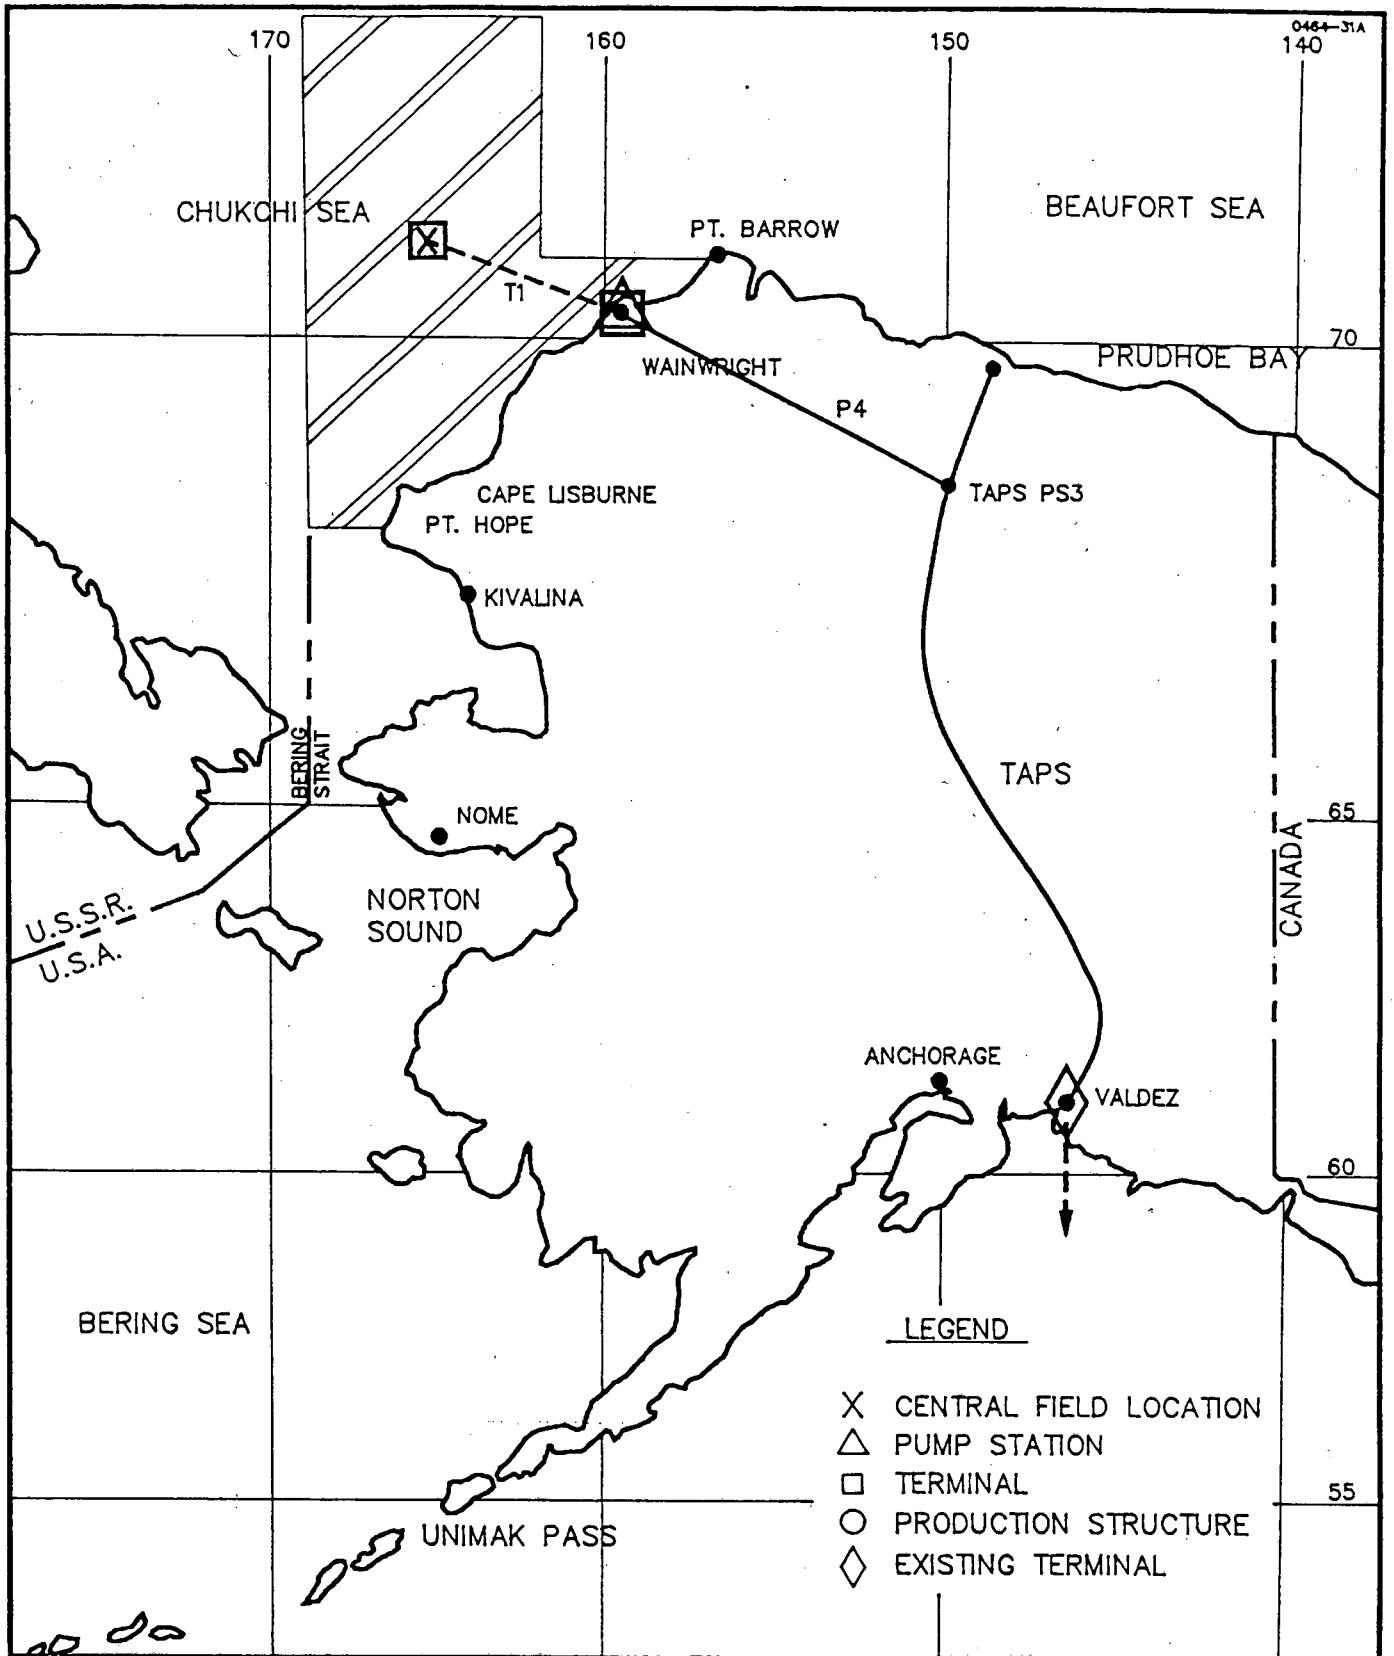 0464-31A
170
160
150
140
CHUKCHI SEA
BEAUFORT SEA
PT. BARROW
T1
70
WAINWRIGHT
PRUDHOE BAY
P4
CAPE LISBURNE
TAPS PS3
PT. HOPE
KIVALINA
BERING
STRAIT
TAPS
NOME
65
CANADA
NORTON
SOUND
U.S.S.R.
U.S.A.
ANCHORAGE
VALDEZ
60
BERING SEA
LEGEND
X CENTRAL FIELD LOCATION
PUMP STATION
TERMINAL
55
PRODUCTION STRUCTURE
UNIMAK PASS
EXISTING TERMINAL